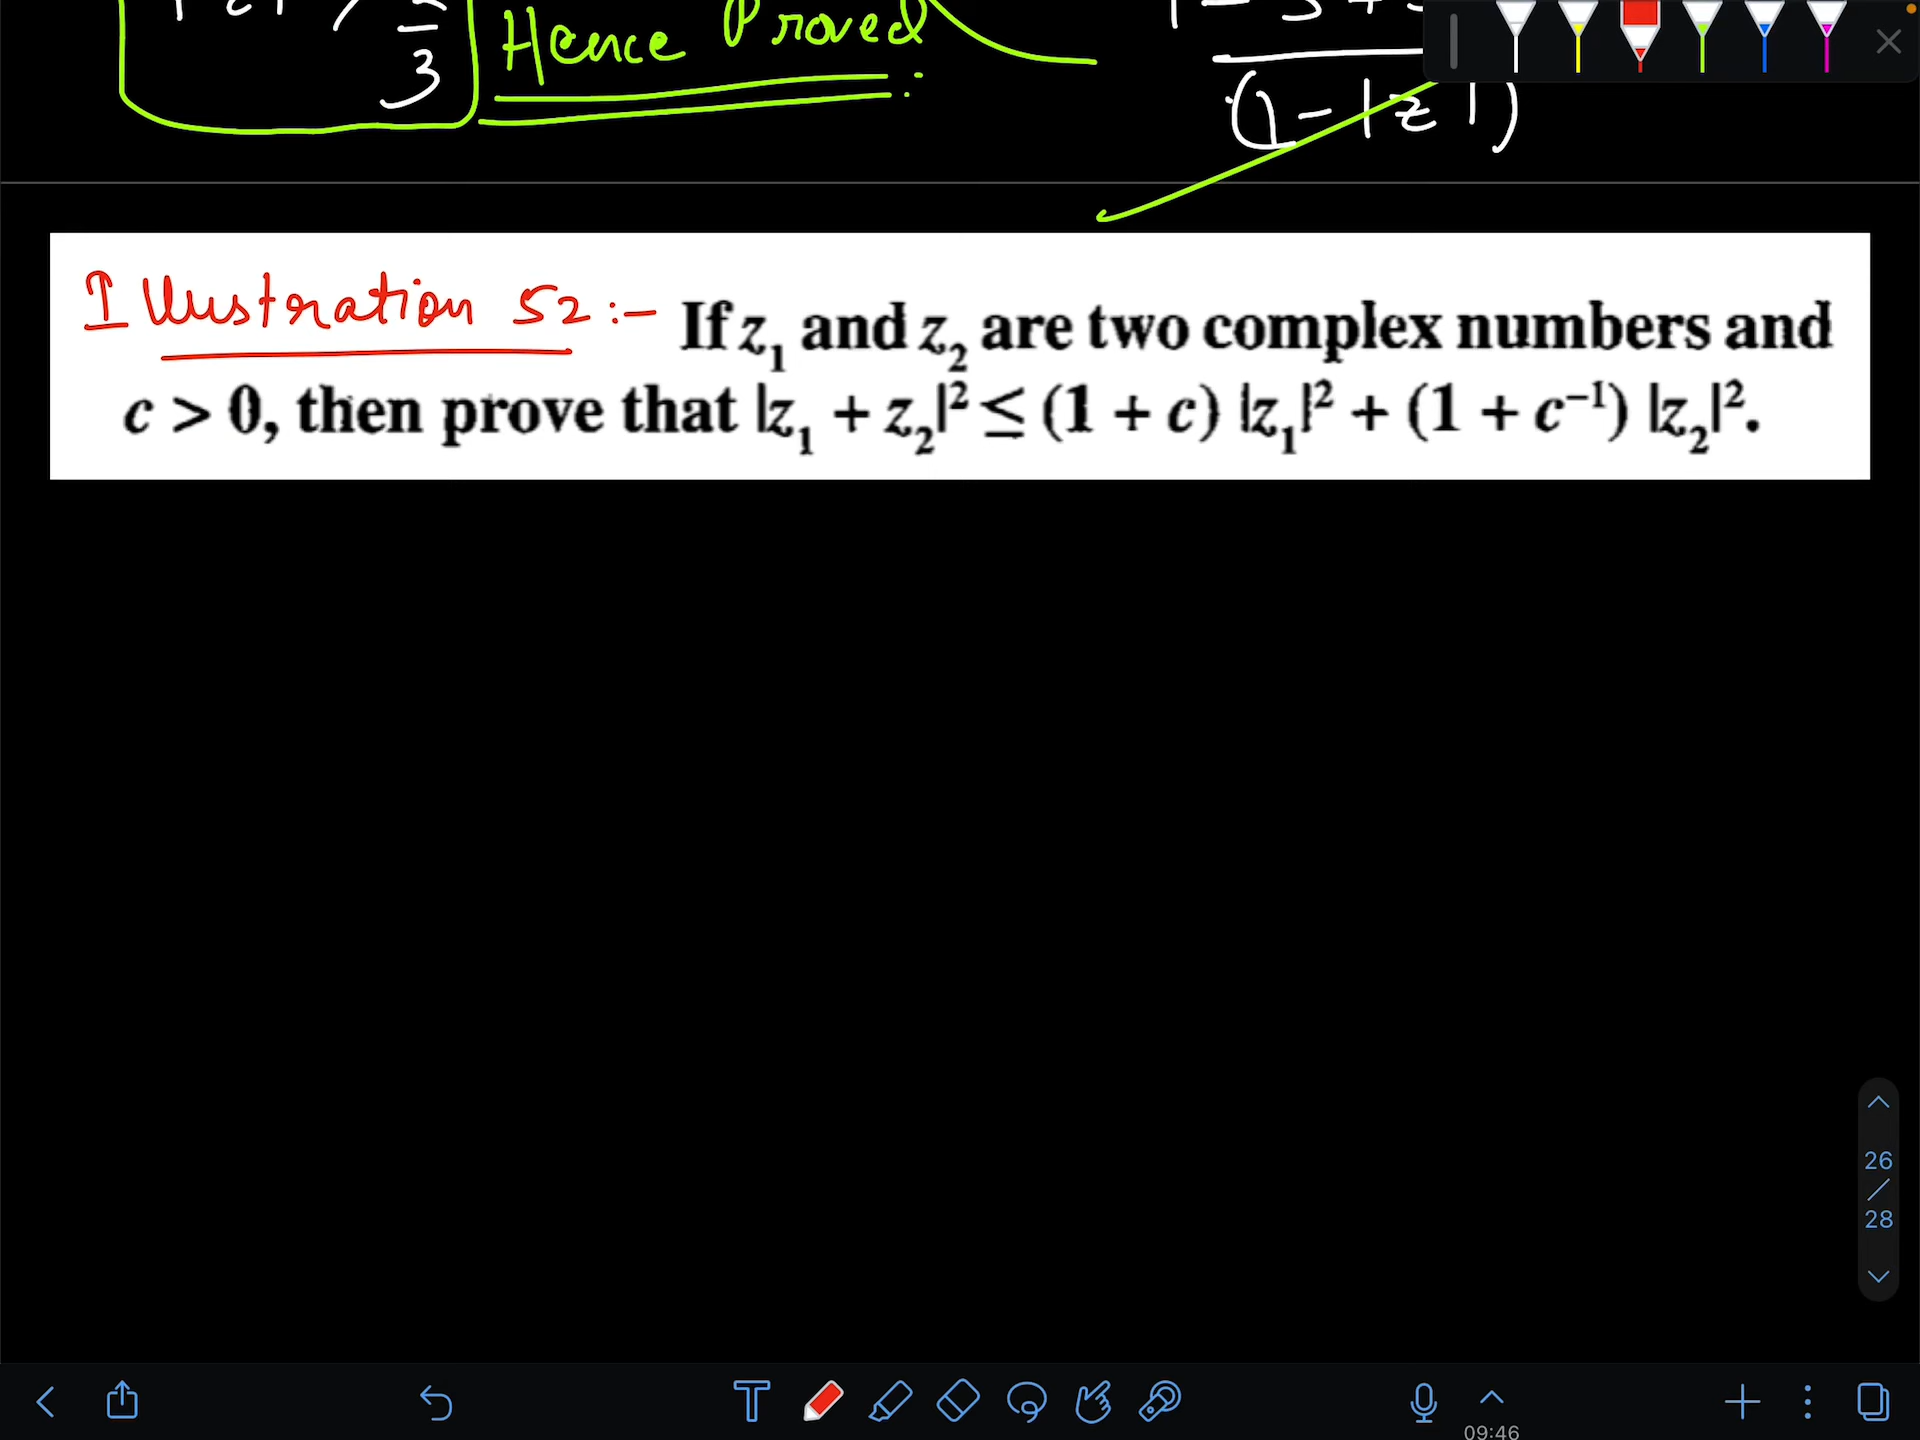 3
Hence Proved
(1 - |z|)
Illustration 52 :- If z₁ and z₂ are two complex numbers and
c > 0, then prove that |z₁ + z₂|² ≤ (1 + c) |z₁|² + (1 + c⁻¹) |z₂|².
26
/
28
T
09:46